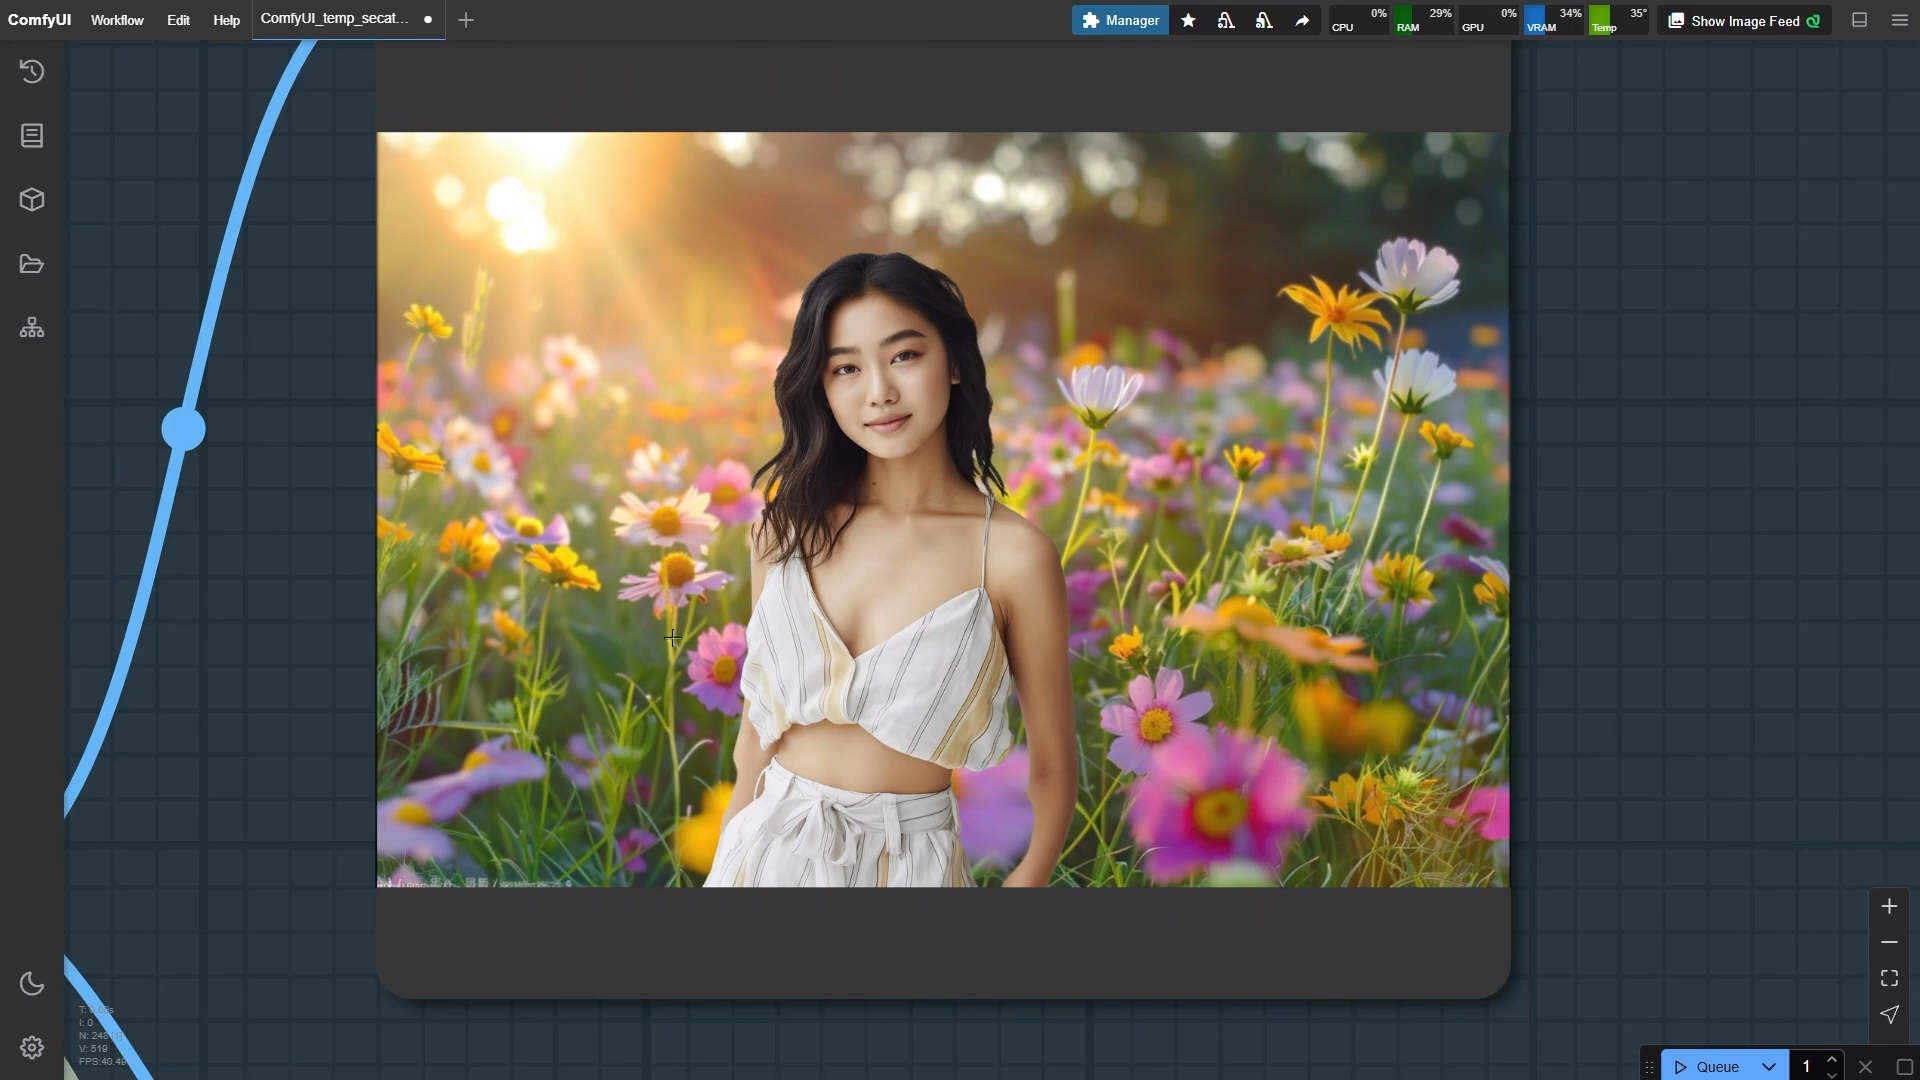 ComfyUI Workflow Edit Help ComfyUI_temp_secat...
Manager
CPU 0% RAM 29% GPU 0% VRAM 34% Temp 35°
Show Image Feed
I: 0
V: 519
Queue 1